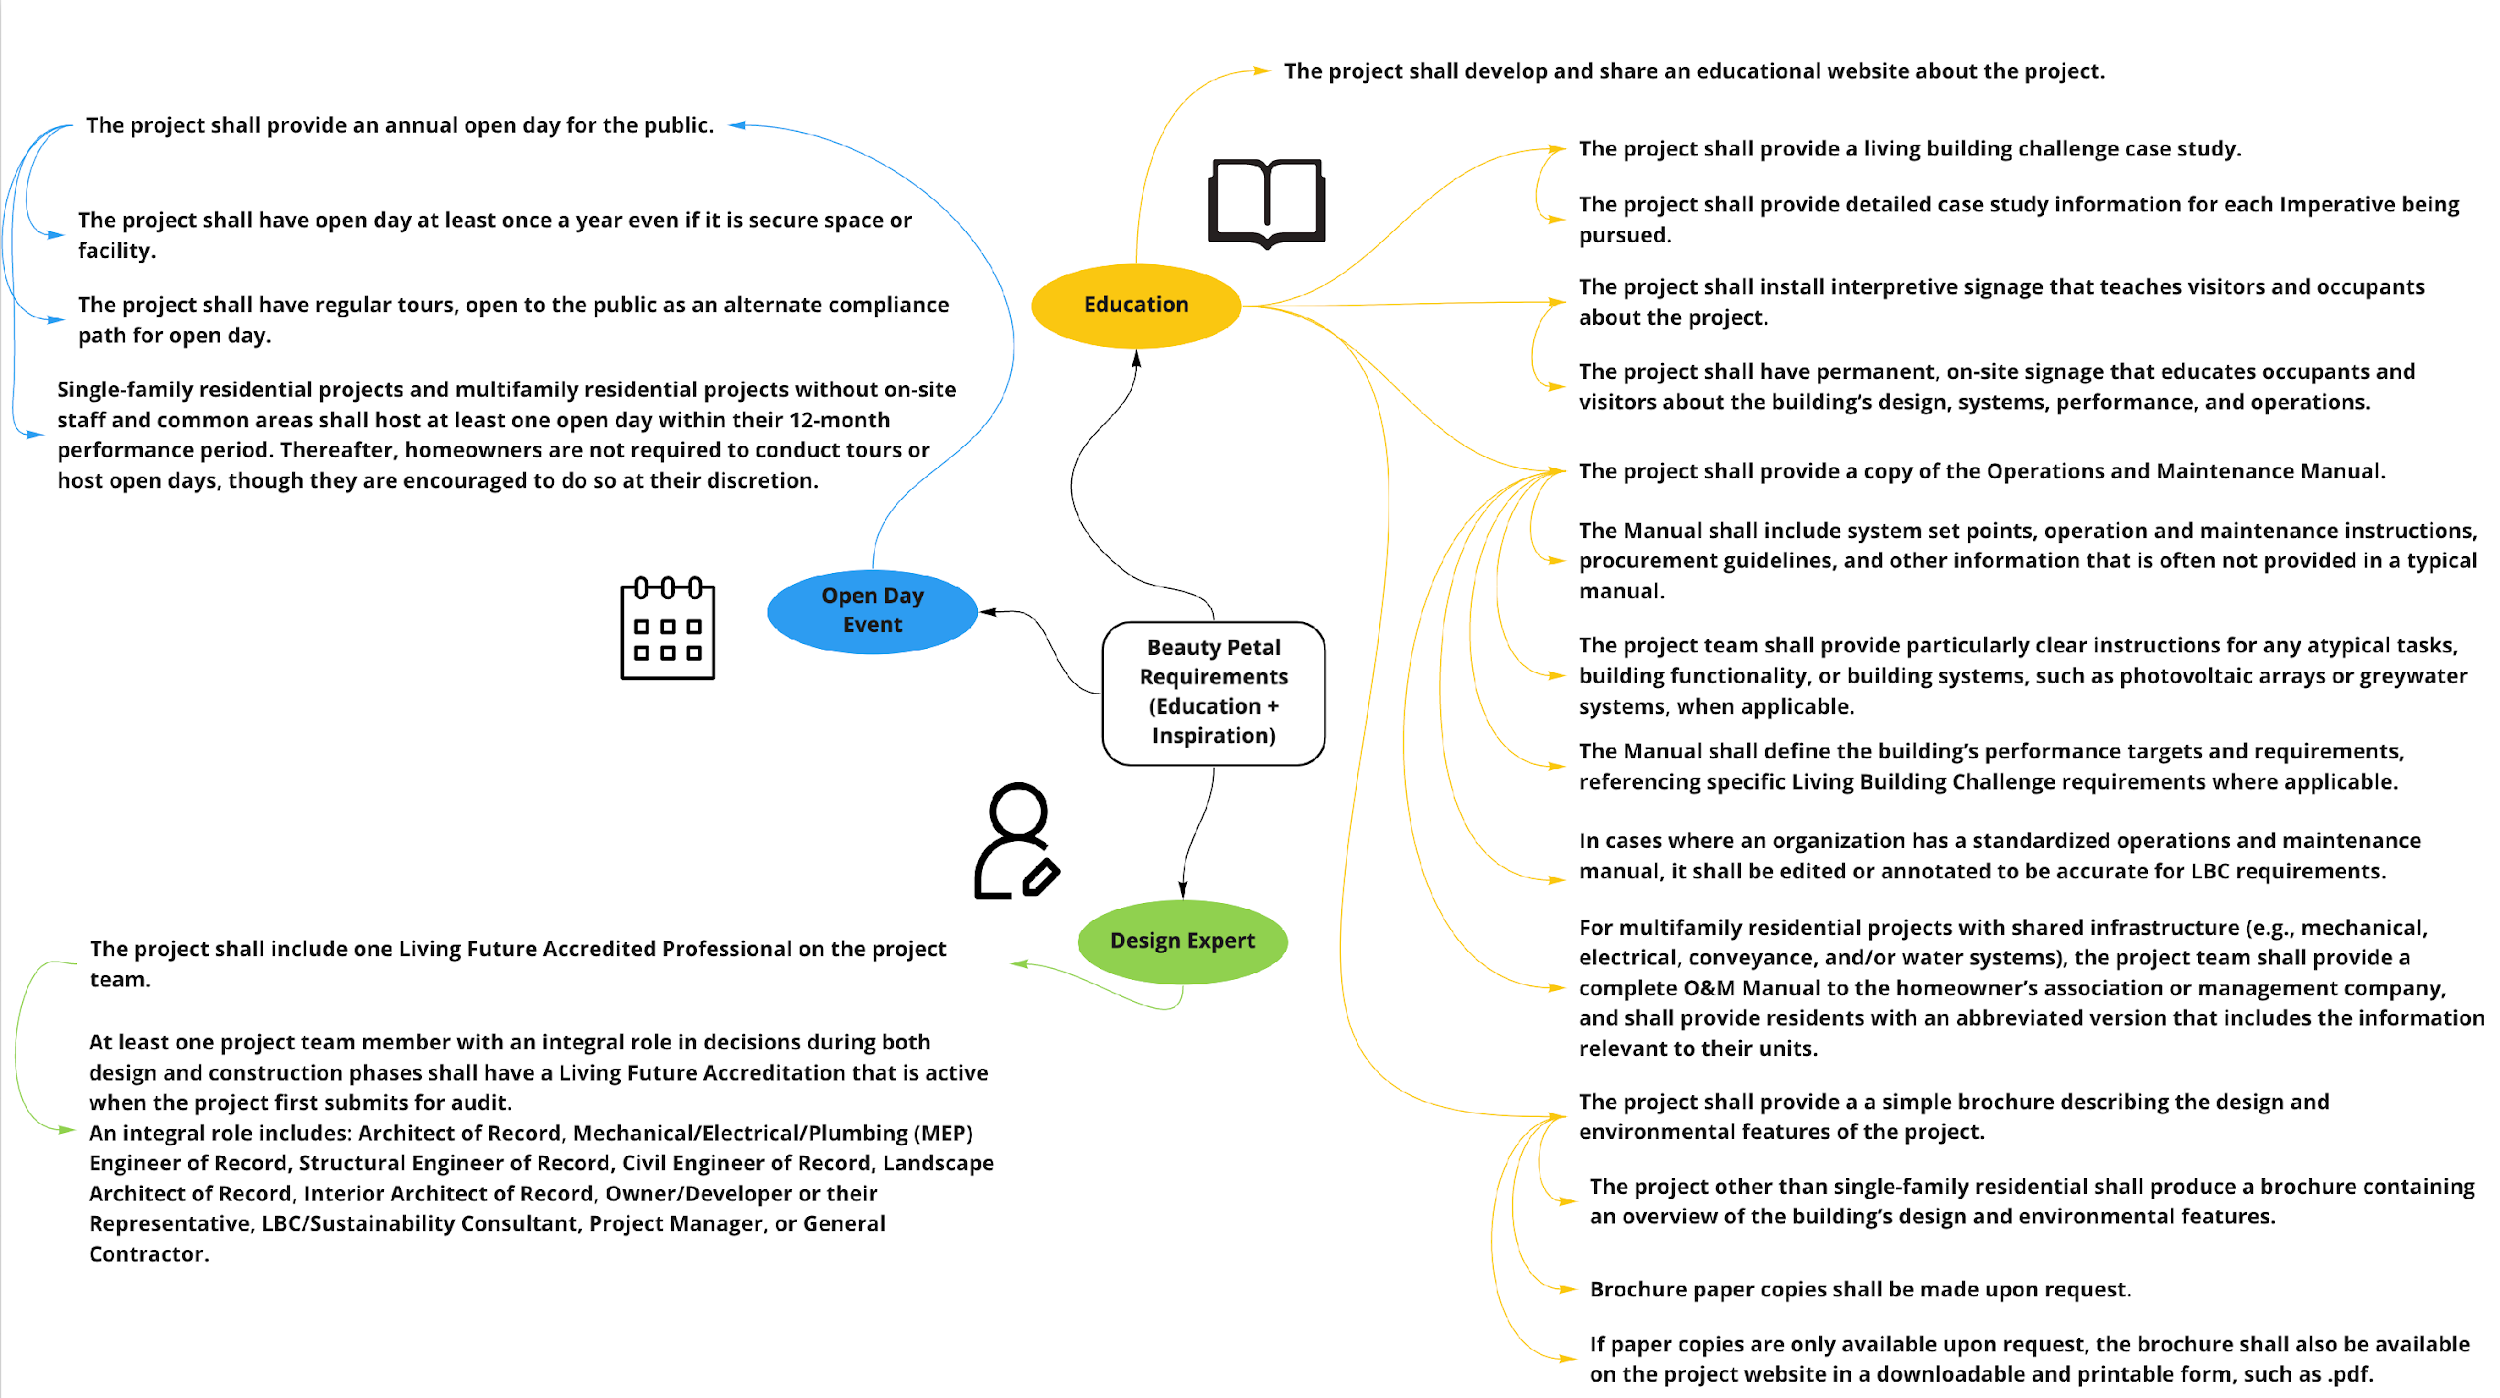 The project shall develop and share an educational website about the project.
The project shall provide an annual open day for the public.
The project shall have open day at least once a year even if it is secure space or
facility.
The project shall have regular tours, open to the public as an alternate compliance
path for open day.
Single-family residential projects and multifamily residential projects without on-site
staff and common areas shall host at least one open day within their 12-month
performance period. Thereafter, homeowners are not required to conduct tours or
host open days, though they are encouraged to do so at their discretion.
Education
The project shall provide a living building challenge case study.
The project shall provide detailed case study information for each Imperative being
pursued.
The project shall install interpretive signage that teaches visitors and occupants
about the project.
The project shall have permanent, on-site signage that educates occupants and
visitors about the building’s design, systems, performance, and operations.
The project shall provide a copy of the Operations and Maintenance Manual.
The Manual shall include system set points, operation and maintenance instructions,
procurement guidelines, and other information that is often not provided in a typical
manual.
The project team shall provide particularly clear instructions for any atypical tasks,
building functionality, or building systems, such as photovoltaic arrays or greywater
systems, when applicable.
The Manual shall define the building’s performance targets and requirements,
referencing specific Living Building Challenge requirements where applicable.
In cases where an organization has a standardized operations and maintenance
manual, it shall be edited or annotated to be accurate for LBC requirements.
For multifamily residential projects with shared infrastructure (e.g., mechanical,
electrical, conveyance, and/or water systems), the project team shall provide a
complete O&M Manual to the homeowner’s association or management company,
and shall provide residents with an abbreviated version that includes the information
relevant to their units.
The project shall provide a a simple brochure describing the design and
environmental features of the project.
The project other than single-family residential shall produce a brochure containing
an overview of the building’s design and environmental features.
Brochure paper copies shall be made upon request.
If paper copies are only available upon request, the brochure shall also be available
on the project website in a downloadable and printable form, such as .pdf.
Open Day
Event
Beauty Petal
Requirements
(Education +
Inspiration)
Design Expert
The project shall include one Living Future Accredited Professional on the project
team.
At least one project team member with an integral role in decisions during both
design and construction phases shall have a Living Future Accreditation that is active
when the project first submits for audit.
An integral role includes: Architect of Record, Mechanical/Electrical/Plumbing (MEP)
Engineer of Record, Structural Engineer of Record, Civil Engineer of Record, Landscape
Architect of Record, Interior Architect of Record, Owner/Developer or their
Representative, LBC/Sustainability Consultant, Project Manager, or General
Contractor.